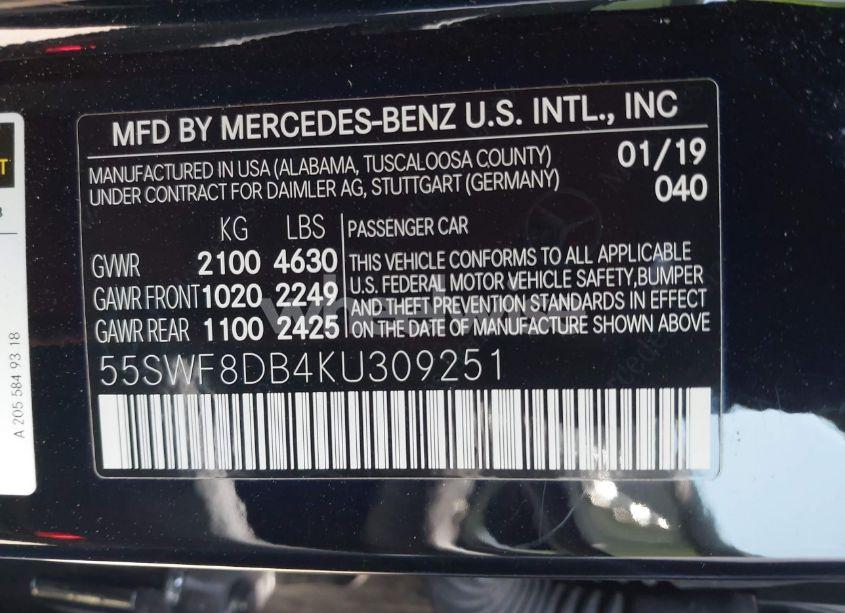 MFD BY MERCEDES-BENZ U.S. INTL., INC
MANUFACTURED IN USA (ALABAMA, TUSCALOOSA COUNTY)
UNDER CONTRACT FOR DAIMLER AG, STUTTGART (GERMANY)
01/19
040
KG LBS
GVWR 2100 4630
GAWR FRONT 1020 2249
GAWR REAR 1100 2425
PASSENGER CAR
THIS VEHICLE CONFORMS TO ALL APPLICABLE
U.S. FEDERAL MOTOR VEHICLE SAFETY,BUMPER
AND THEFT PREVENTION STANDARDS IN EFFECT
ON THE DATE OF MANUFACTURE SHOWN ABOVE
55SWF8DB4KU309251
A 205 584 93 18